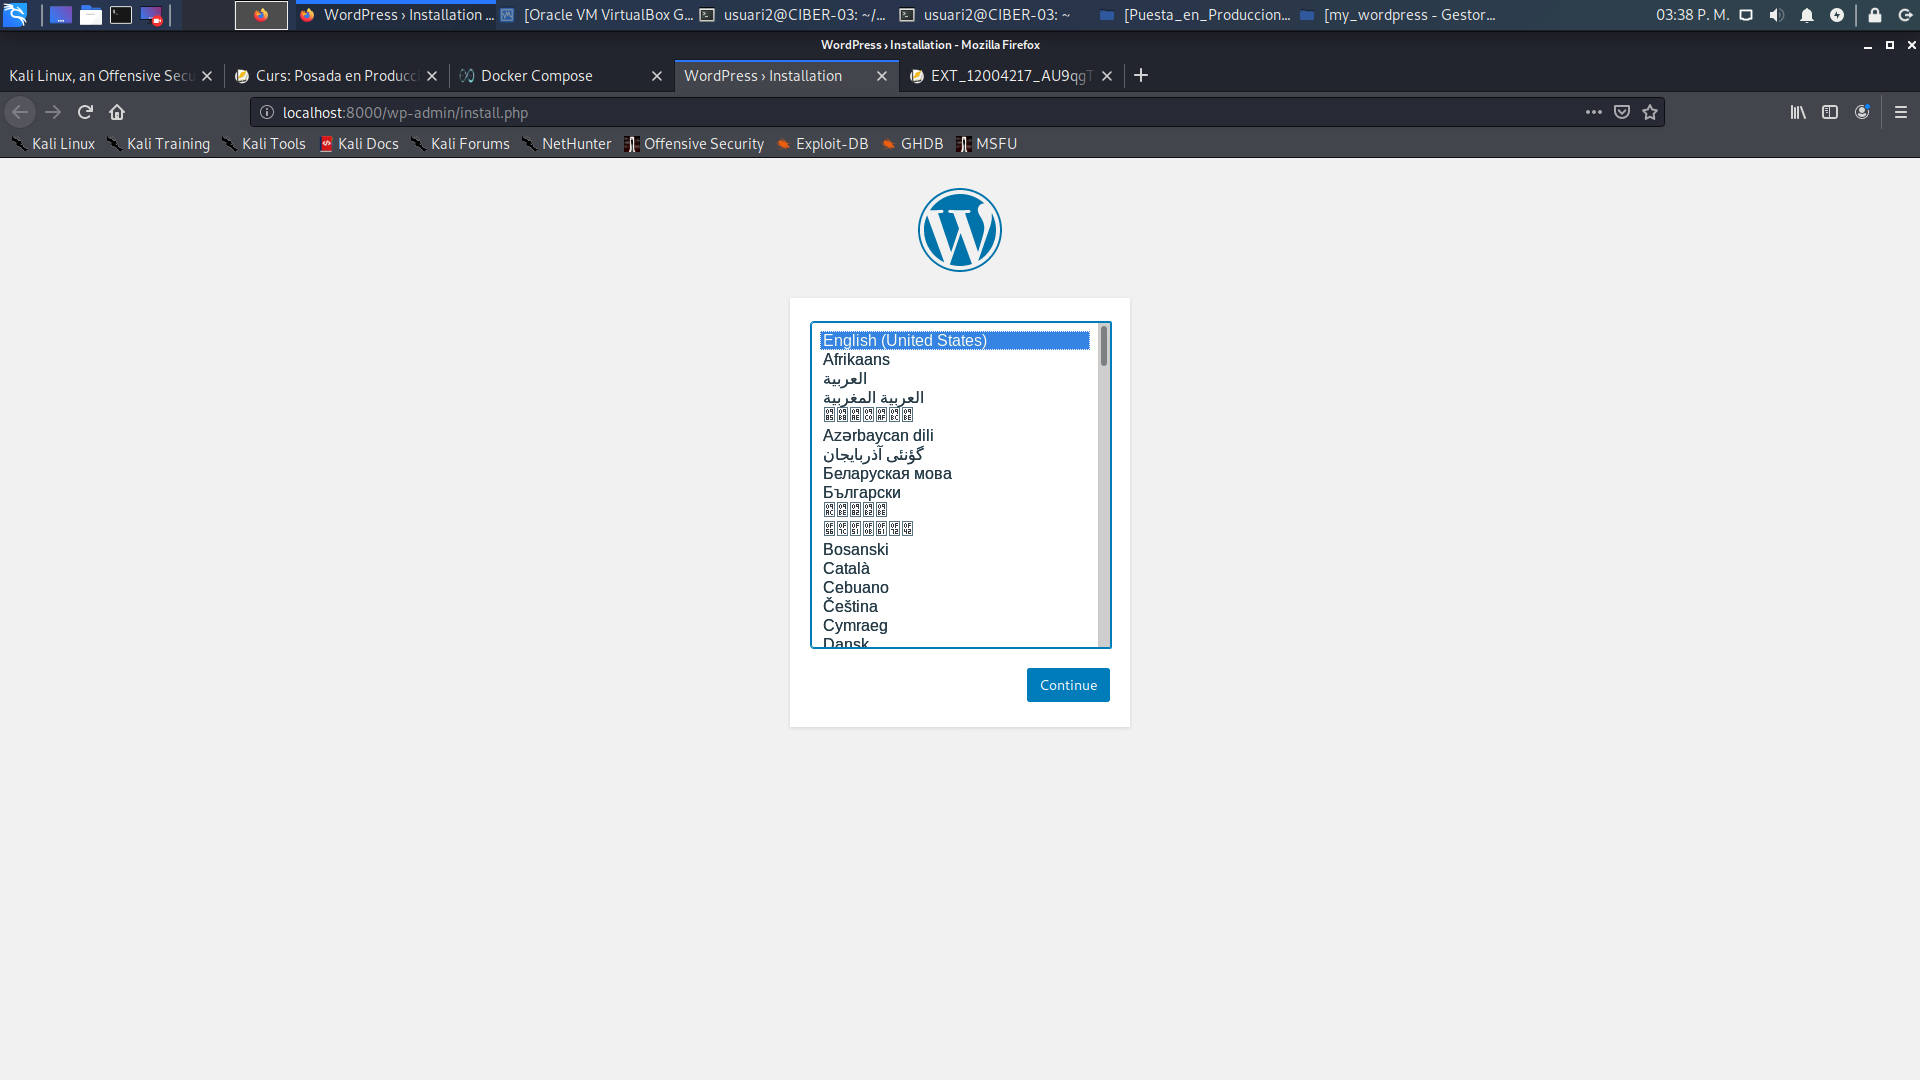 WordPress › Installation ...
[Oracle VM VirtualBox G...
usuari2@CIBER-03: ~/...
usuari2@CIBER-03: ~
[Puesta_en_Produccion...
[my_wordpress - Gestor...
03:38 P. M.
WordPress › Installation - Mozilla Firefox
Kali Linux, an Offensive Secu
Curs: Posada en Producci
Docker Compose
WordPress › Installation
EXT_12004217_AU9qgT
localhost:8000/wp-admin/install.php
Kali Linux
Kali Training
Kali Tools
Kali Docs
Kali Forums
NetHunter
Offensive Security
Exploit-DB
GHDB
MSFU
English (United States)
Afrikaans
العربية
العربية المغربية
Azərbaycan dili
گؤنئی آذربایجان
Беларуская мова
Български
Bosanski
Català
Cebuano
Čeština
Cymraeg
Dansk
Continue